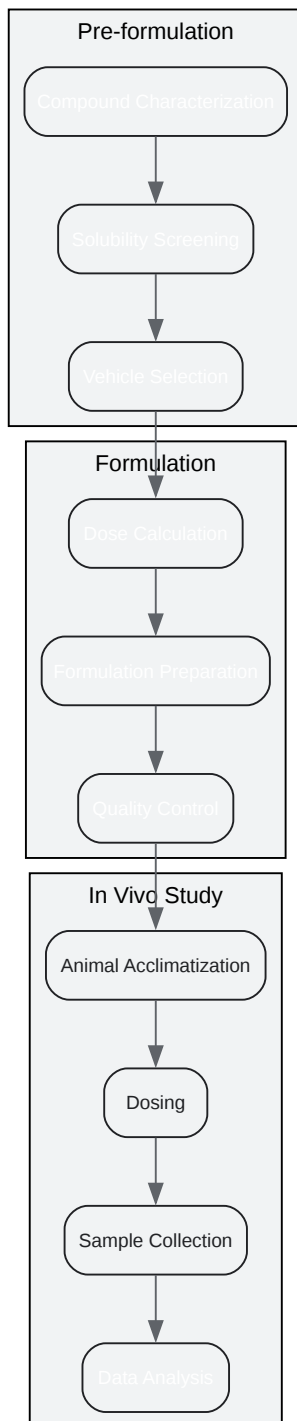 Pre-formulation
Compound Characterization
Solubility Screening
Vehicle Selection
Formulation
Dose Calculation
Formulation Preparation
Quality Control
In Vivo Study
Animal Acclimatization
Dosing
Sample Collection
Data Analysis